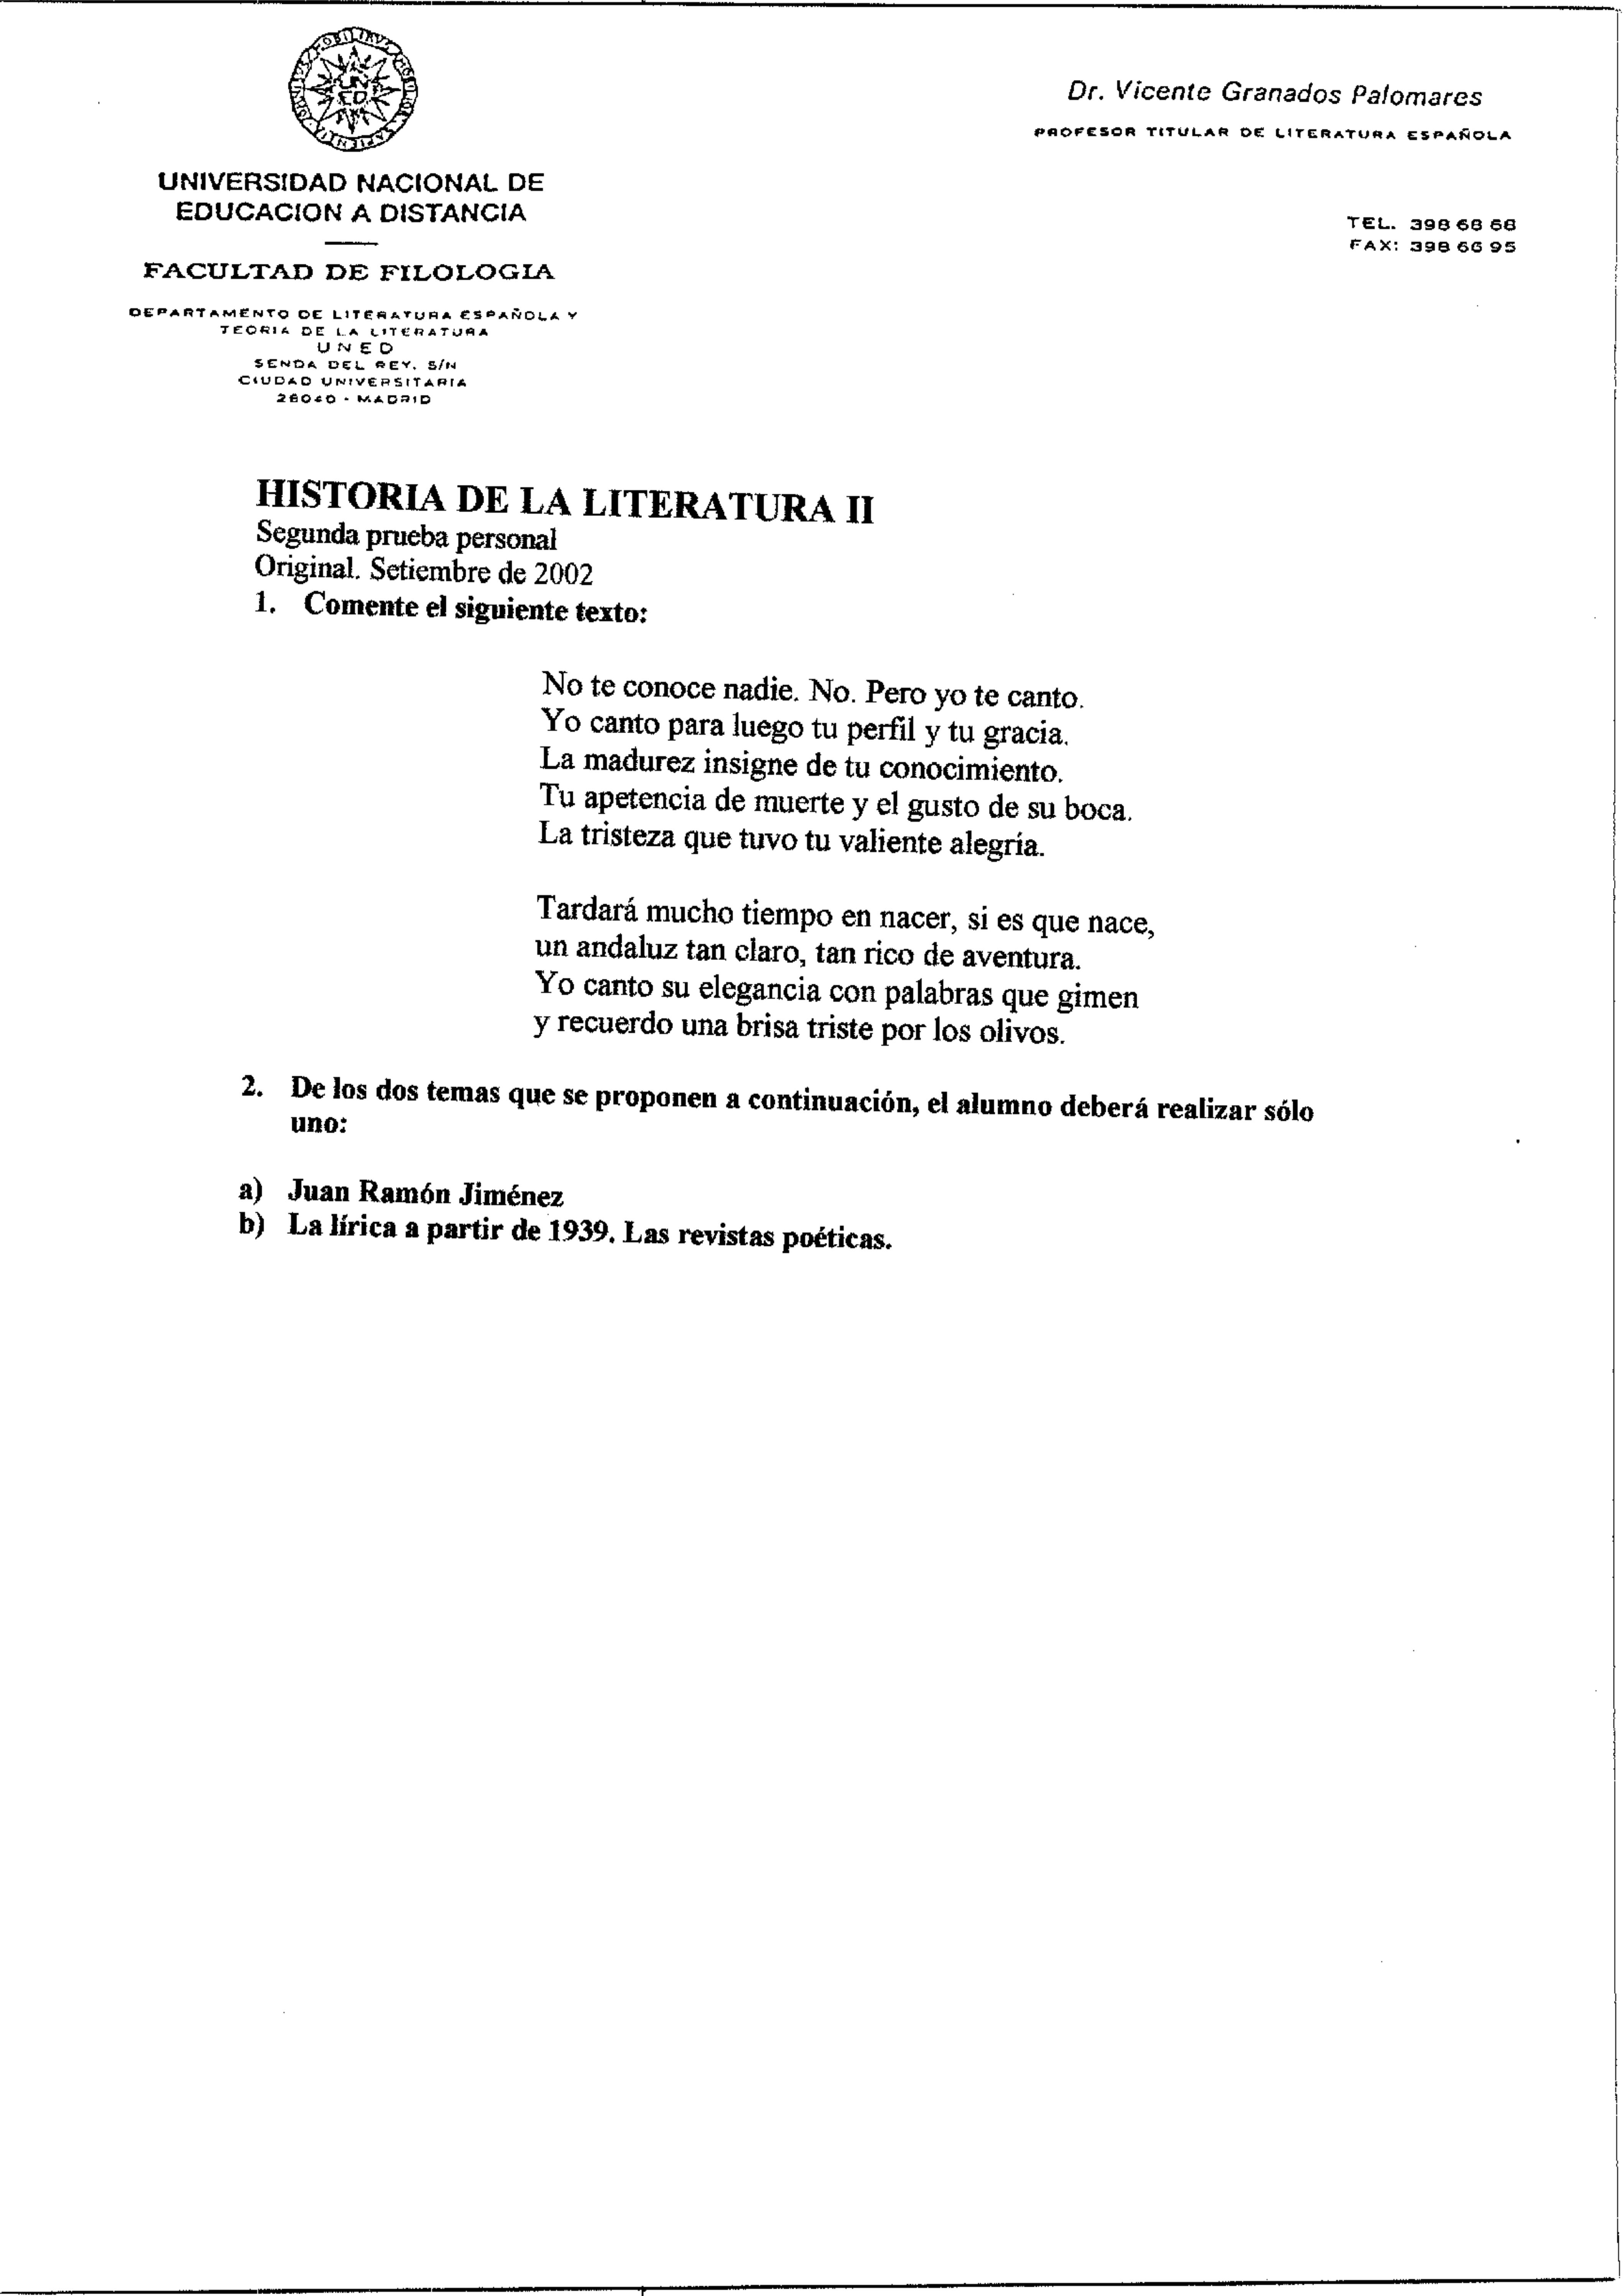 UNED
UNIVERSIDAD NACIONAL DE
EDUCACION A DISTANCIA
FACULTAD DE FILOLOGIA
DEPARTAMENTO DE LITERATURA ESPAÑOLA Y
TEORIA DE LA LITERATURA
UNED
SENDA DEL REY, S/N
CIUDAD UNIVERSITARIA
28040 - MADRID
Dr. Vicente Granados Palomares
PROFESOR TITULAR DE LITERATURA ESPAÑOLA
TEL. 398 68 68
FAX: 398 66 95
HISTORIA DE LA LITERATURA II
Segunda prueba personal
Original. Setiembre de 2002
1. Comente el siguiente texto:
No te conoce nadie. No. Pero yo te canto.
Yo canto para luego tu perfil y tu gracia.
La madurez insigne de tu conocimiento.
Tu apetencia de muerte y el gusto de su boca.
La tristeza que tuvo tu valiente alegría.
Tardará mucho tiempo en nacer, si es que nace,
un andaluz tan claro, tan rico de aventura.
Yo canto su elegancia con palabras que gimen
y recuerdo una brisa triste por los olivos.
2. De los dos temas que se proponen a continuación, el alumno deberá realizar sólo
uno:
a) Juan Ramón Jiménez
b) La lírica a partir de 1939. Las revistas poéticas.